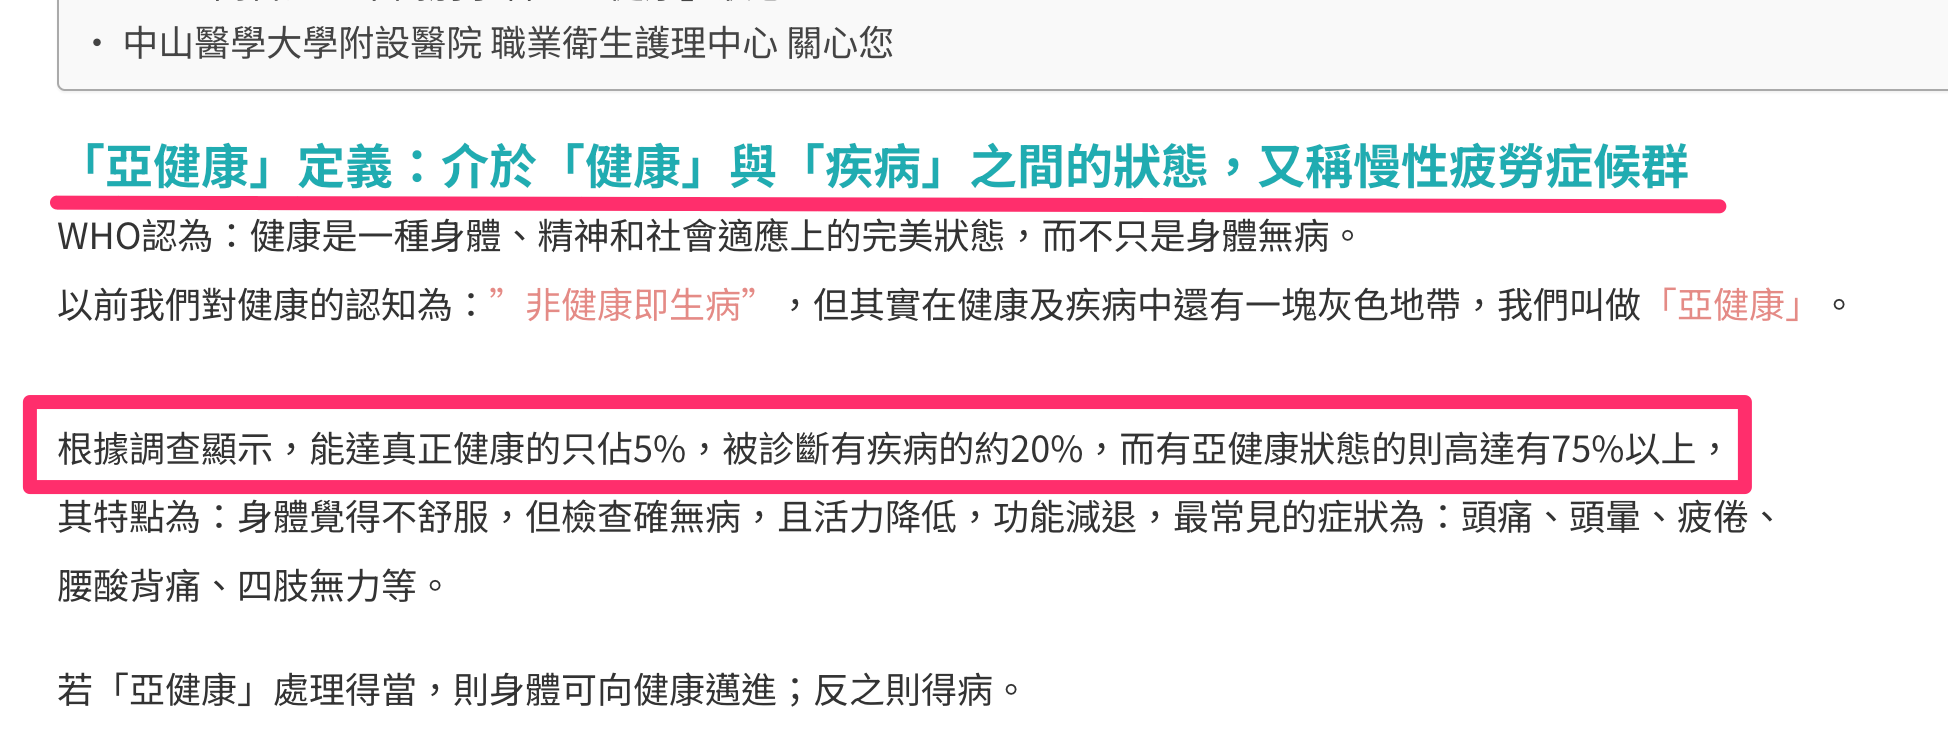 • 中山醫學大學附設醫院 職業衛生護理中心 關心您
「亞健康」定義：介於「健康」與「疾病」之間的狀態，又稱慢性疲勞症候群
WHO認為：健康是一種身體、精神和社會適應上的完美狀態，而不只是身體無病。
以前我們對健康的認知為：”非健康即生病”，但其實在健康及疾病中還有一塊灰色地帶，我們叫做「亞健康」。
根據調查顯示，能達真正健康的只佔5%，被診斷有疾病的約20%，而有亞健康狀態的則高達有75%以上，
其特點為：身體覺得不舒服，但檢查確無病，且活力降低，功能減退，最常見的症狀為：頭痛、頭暈、疲倦、
腰酸背痛、四肢無力等。
若「亞健康」處理得當，則身體可向健康邁進；反之則得病。